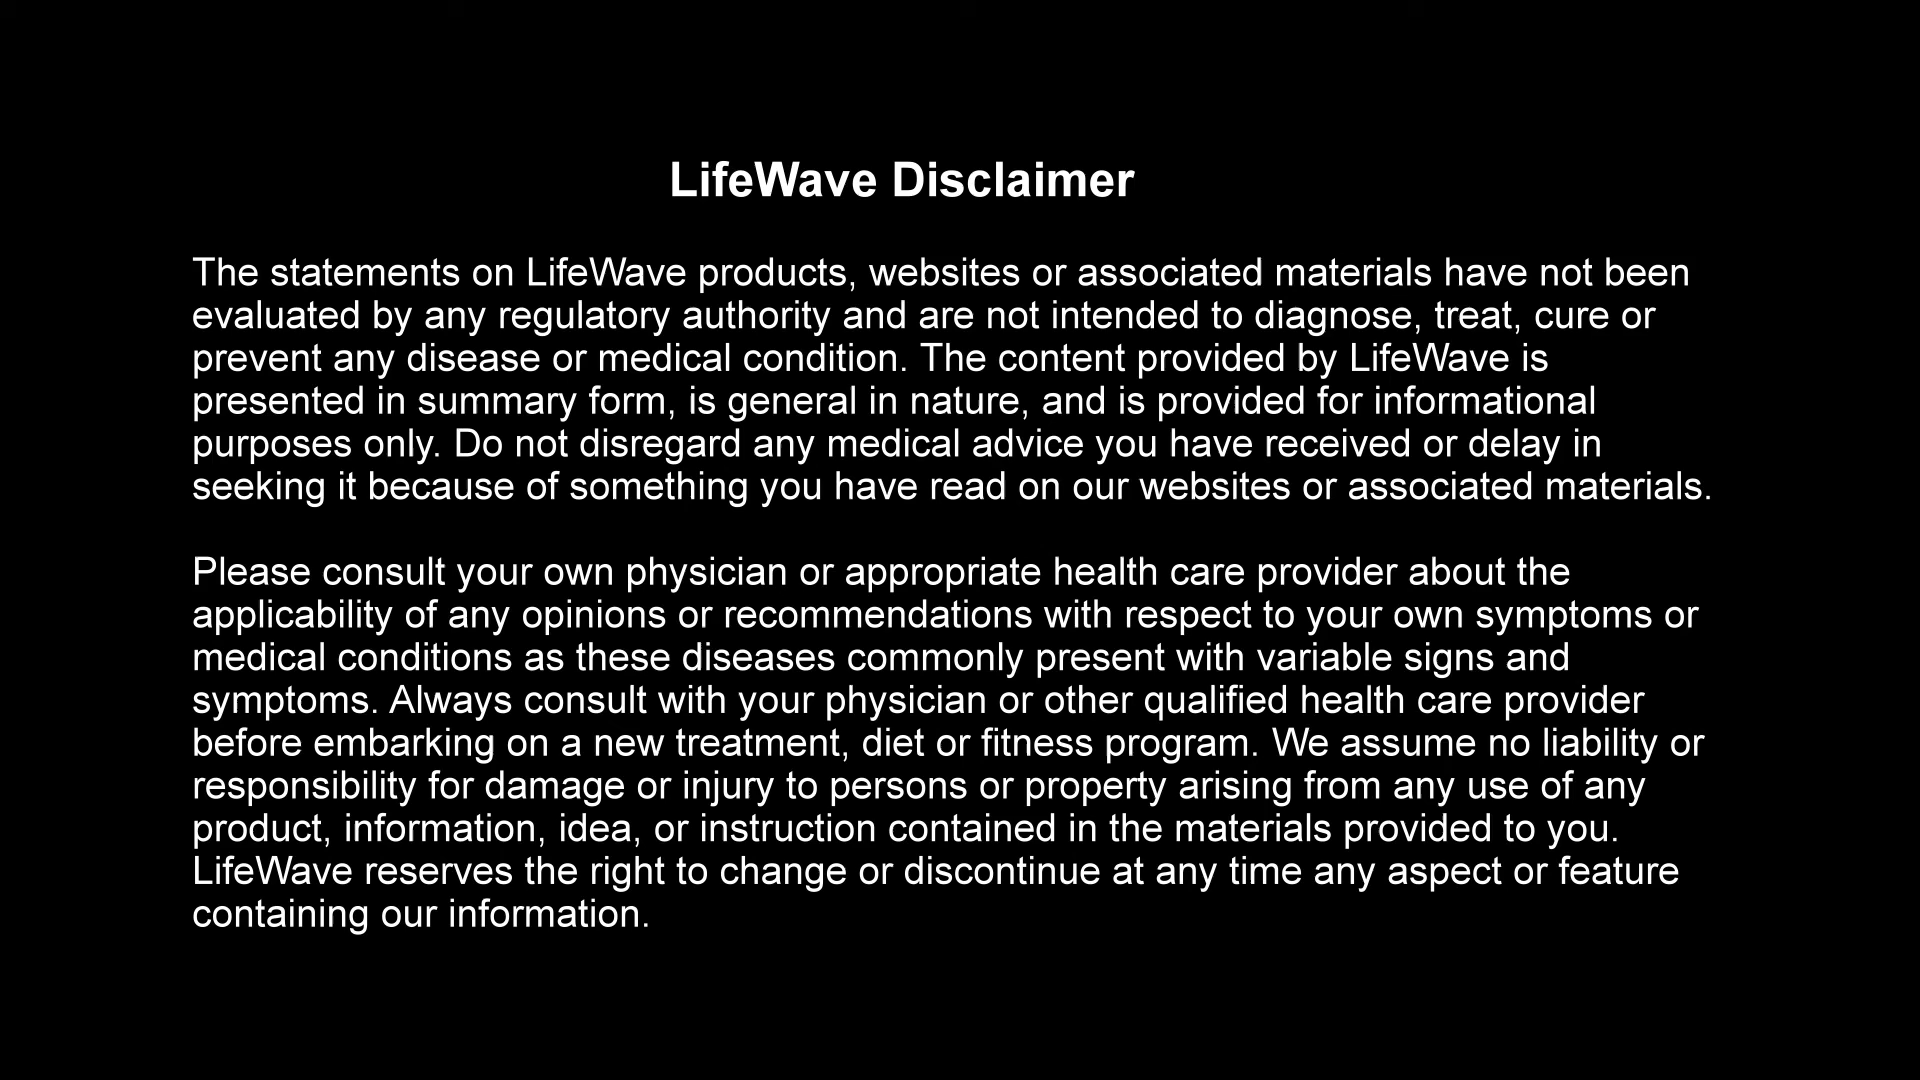 LifeWave Disclaimer
The statements on LifeWave products, websites or associated materials have not been
evaluated by any regulatory authority and are not intended to diagnose, treat, cure or
prevent any disease or medical condition. The content provided by LifeWave is
presented in summary form, is general in nature, and is provided for informational
purposes only. Do not disregard any medical advice you have received or delay in
seeking it because of something you have read on our websites or associated materials.
Please consult your own physician or appropriate health care provider about the
applicability of any opinions or recommendations with respect to your own symptoms or
medical conditions as these diseases commonly present with variable signs and
symptoms. Always consult with your physician or other qualified health care provider
before embarking on a new treatment, diet or fitness program. We assume no liability or
responsibility for damage or injury to persons or property arising from any use of any
product, information, idea, or instruction contained in the materials provided to you.
LifeWave reserves the right to change or discontinue at any time any aspect or feature
containing our information.